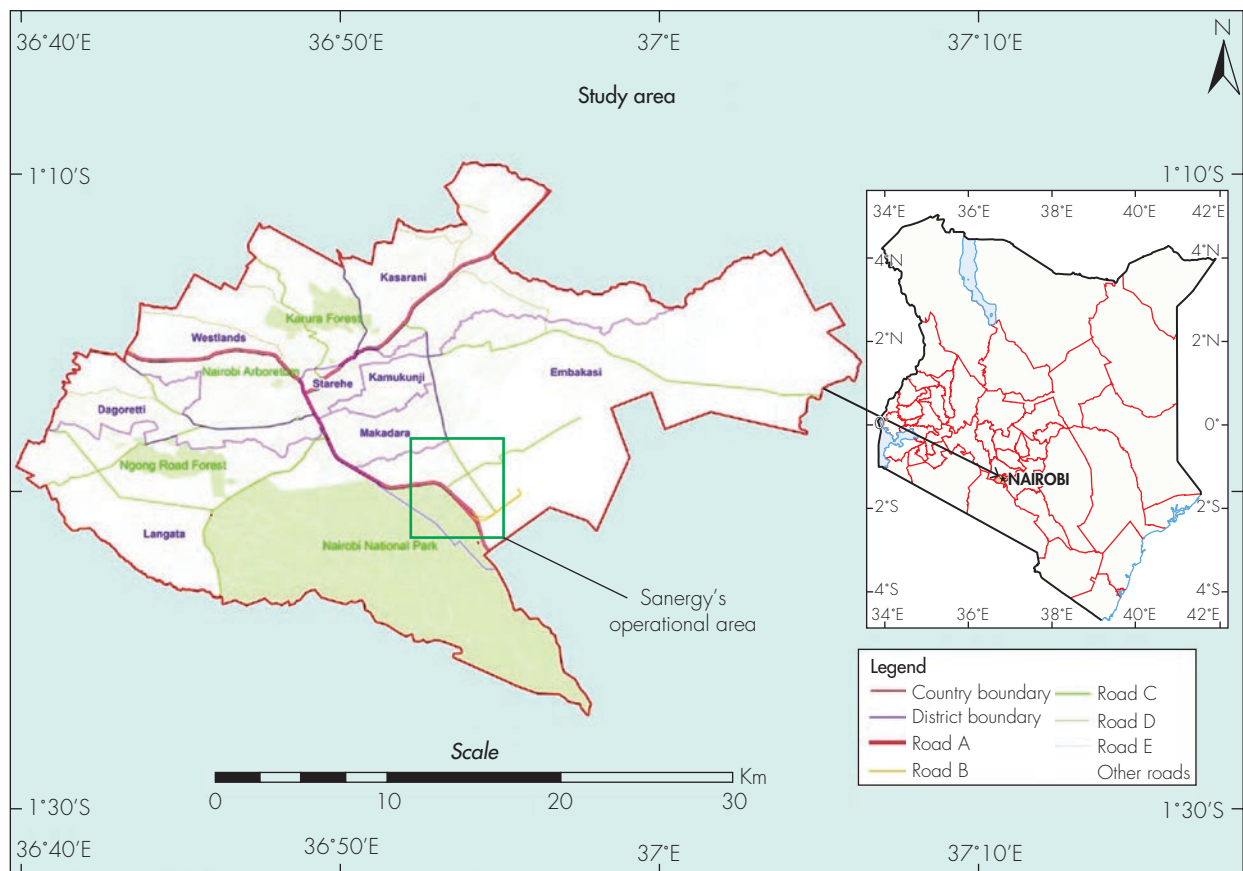 36°40′E
36°50′E
37°E
37°10′E
N
Study area
1°10′S
1°10′S
34°E
36°E
38°E
40°E
42°E
4°N
4°N
2°N
2°N
0°
0°
2°S
2°S
4°S
4°S
34°E
36°E
38°E
40°E
42°E
NAIROBI
Kasarani
Karura Forest
Westlands
Nairobi Arboretum
Starehe
Kamukunji
Embakasi
Dagoretti
Makadara
Ngong Road Forest
Langata
Nairobi National Park
Sanergy's
operational area
Legend
Country boundary
District boundary
Road A
Road B
Road C
Road D
Road E
Other roads
Scale
Km
0
10
20
30
1°30′S
1°30′S
36°40′E
36°50′E
37°E
37°10′E